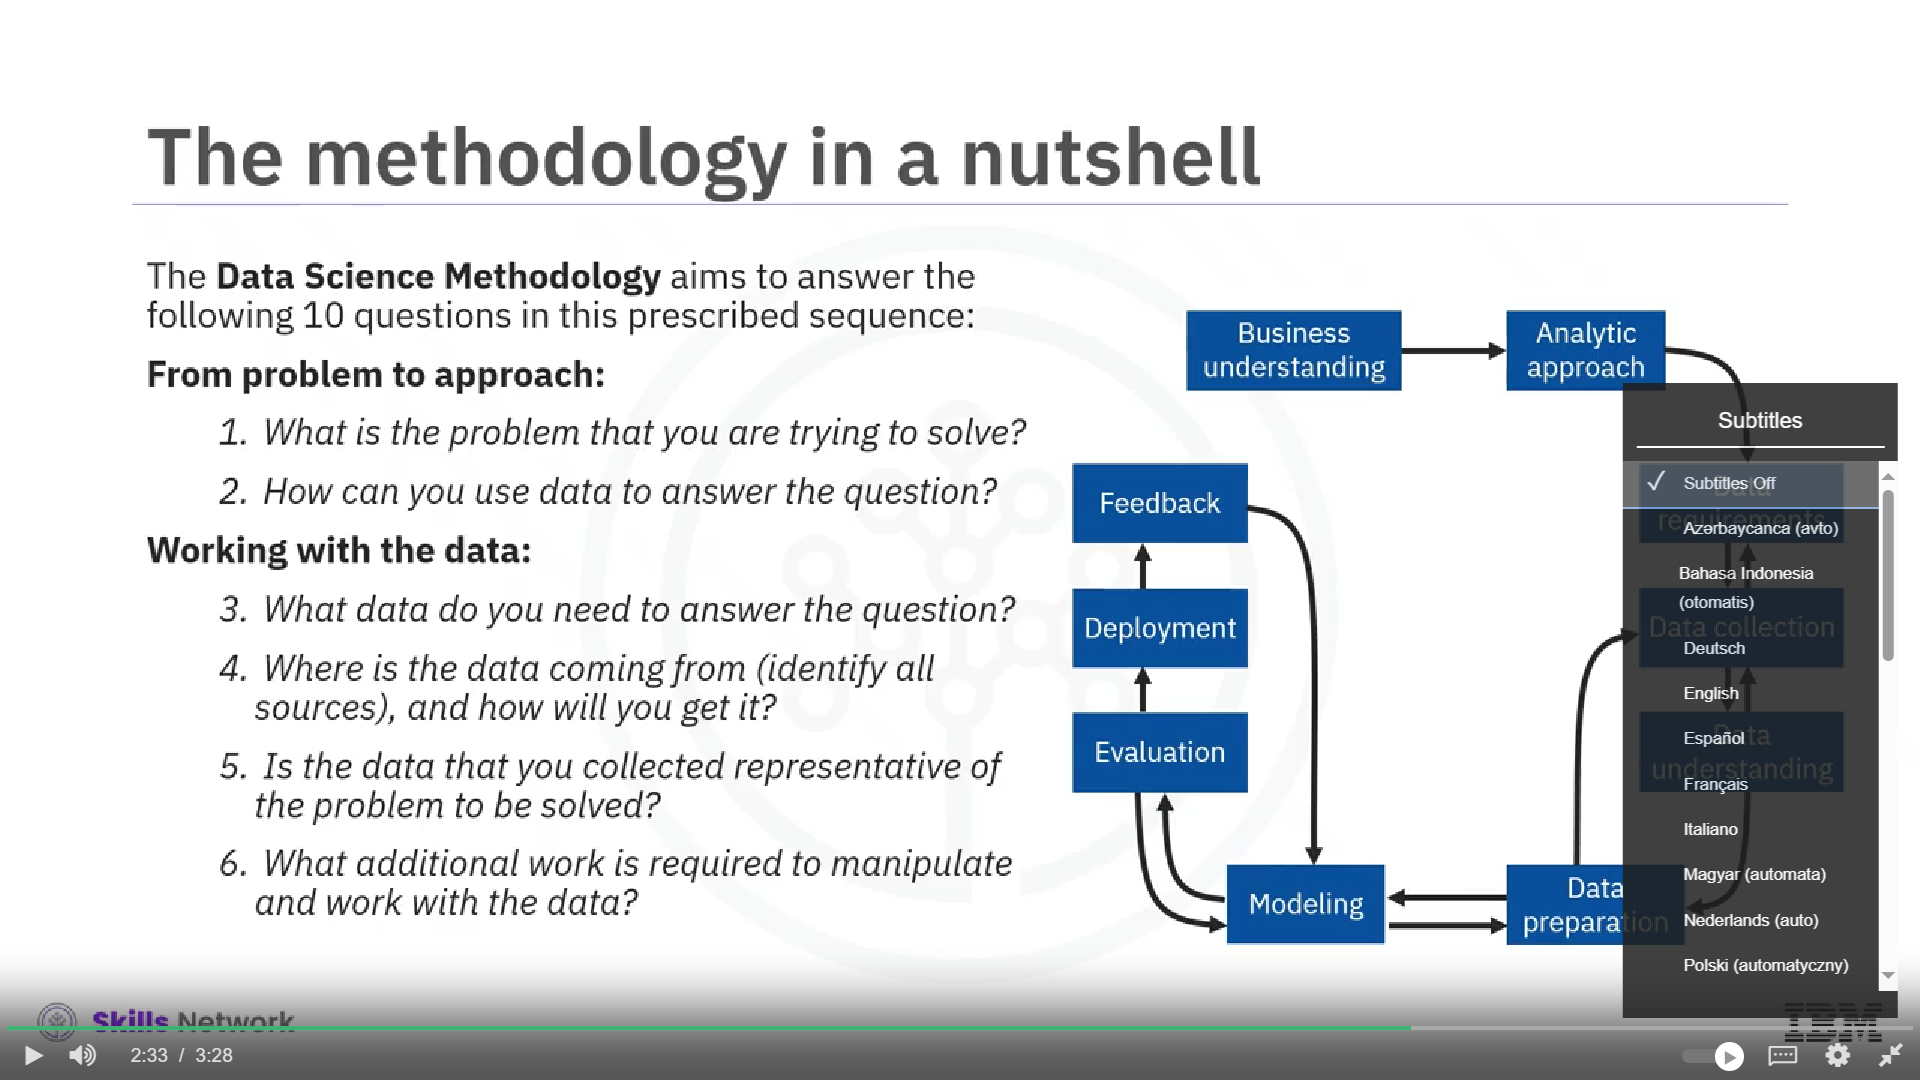 The methodology in a nutshell
The Data Science Methodology aims to answer the
following 10 questions in this prescribed sequence:
From problem to approach:
1. What is the problem that you are trying to solve?
2. How can you use data to answer the question?
Working with the data:
3. What data do you need to answer the question?
4. Where is the data coming from (identify all
sources), and how will you get it?
5. Is the data that you collected representative of
the problem to be solved?
6. What additional work is required to manipulate
and work with the data?
Business
understanding
Analytic
approach
Data
requirements
Data collection
Data
understanding
Data
preparation
Modeling
Evaluation
Deployment
Feedback
Subtitles
Subtitles Off
Azərbaycanca (avto)
Bahasa Indonesia
(otomatis)
Deutsch
English
Español
Français
Italiano
Magyar (automata)
Nederlands (auto)
Polski (automatyczny)
Skills Network
IBM
2:33 / 3:28